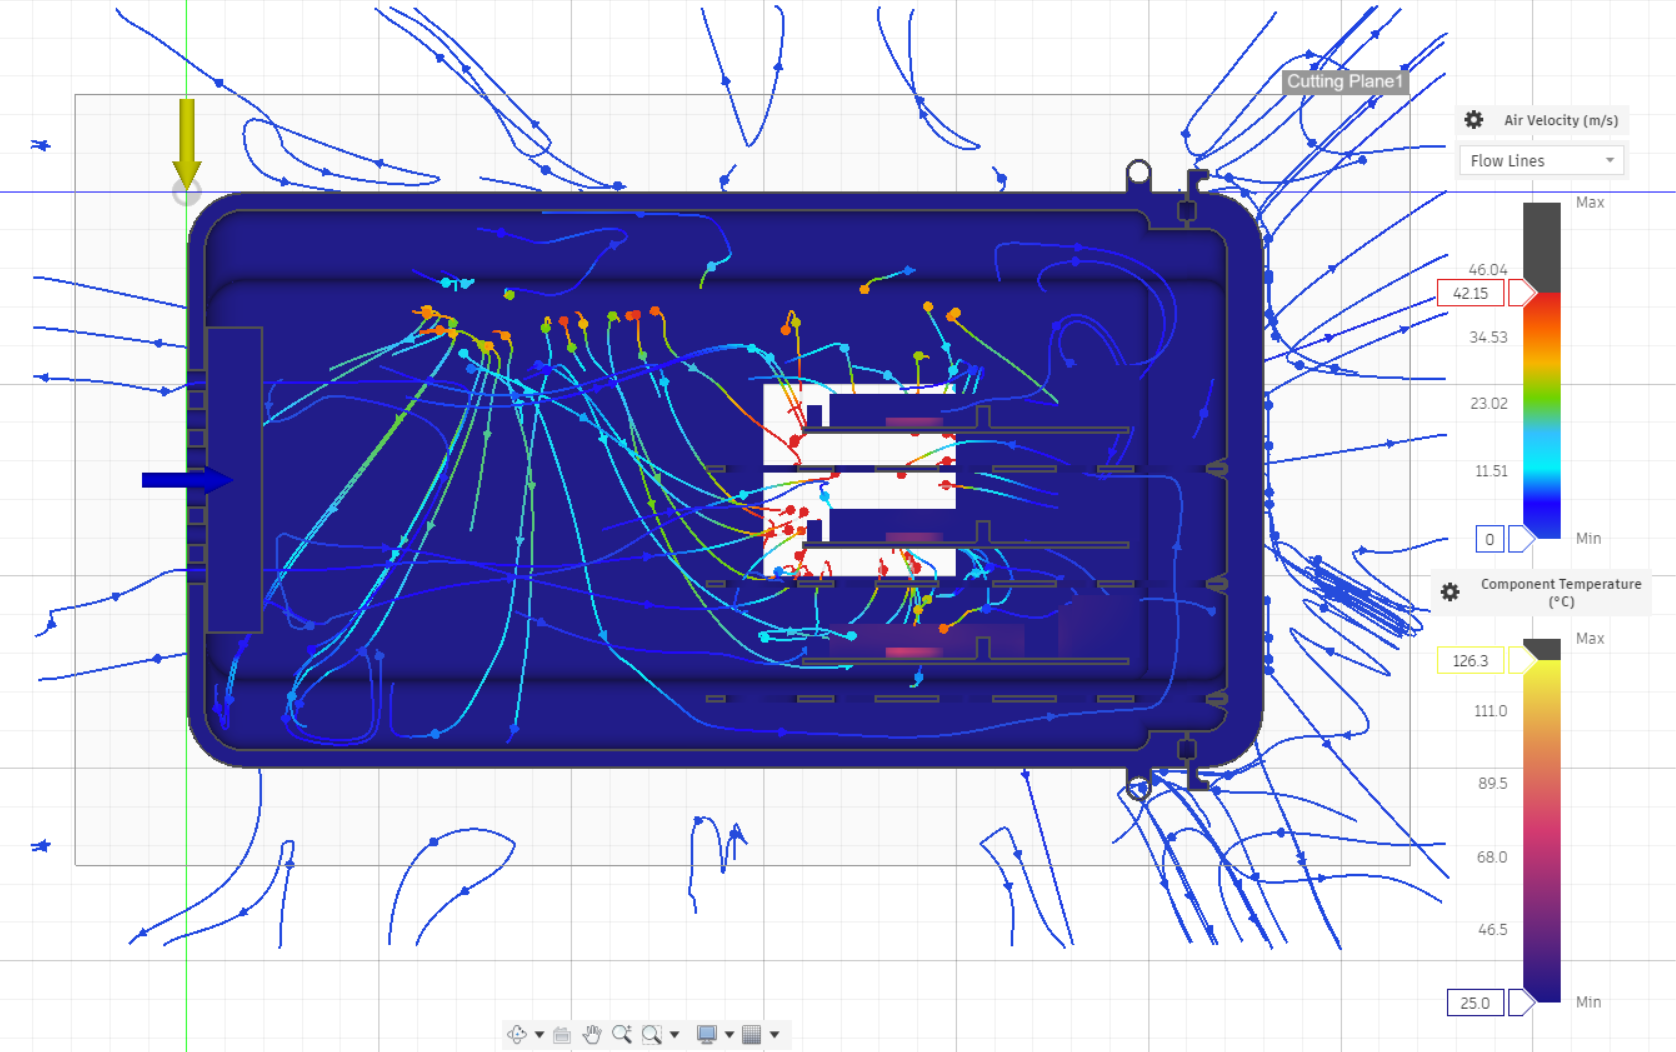 Cutting Plane1
Air Velocity (m/s)
Flow Lines
Max
46.04
42.15
34.53
23.02
11.51
0
Min
Component Temperature
(°C)
Max
126.3
111.0
89.5
68.0
46.5
25.0
Min